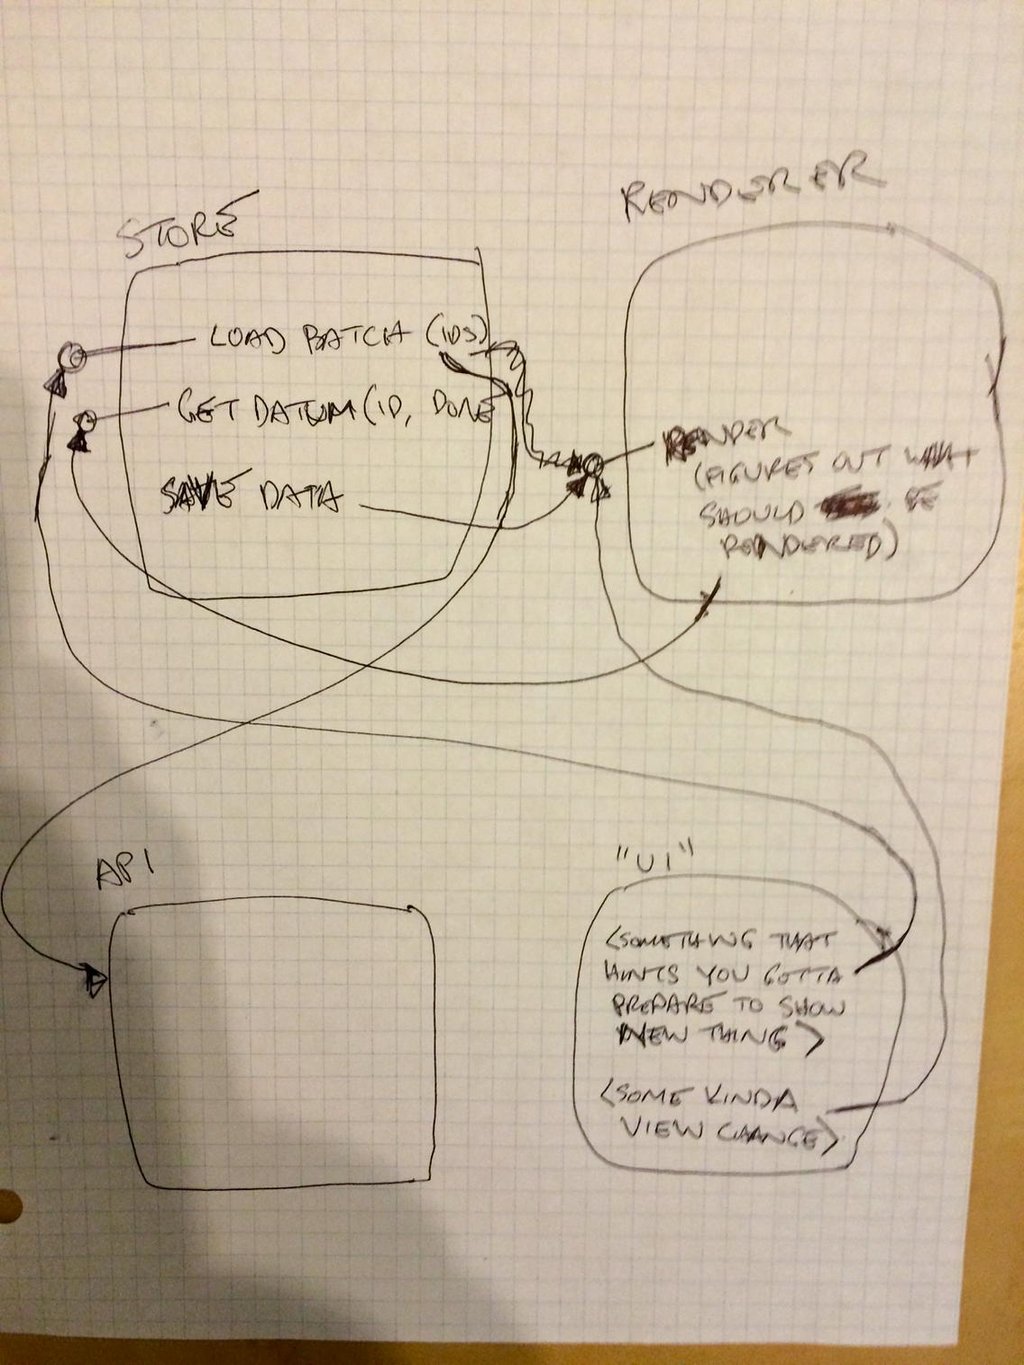 STORE
LOAD BATCH (IDS)
GET DATUM (ID, DONE
SAVE DATA
RENDERER
RENDER
(FIGURES OUT WHAT
SHOULD BE
RENDERED)
API
"UI"
<SOMETHING THAT
HINTS YOU GOTTA
PREPARE TO SHOW
NEW THING>
<SOME KINDA
VIEW CHANGE>